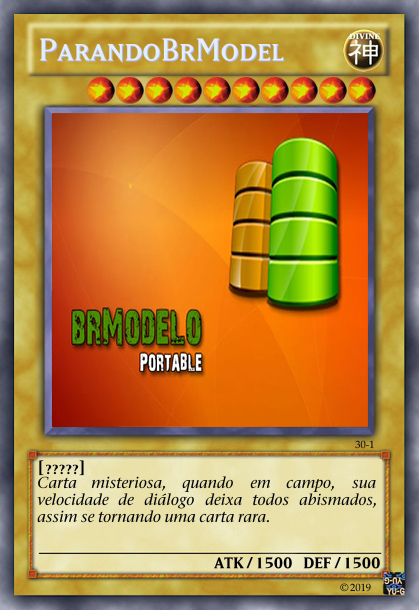 ParandoBrModel
DIVINE
神
BRMODELO
PORTABLE
30-1
[?????]
Carta misteriosa, quando em campo, sua
velocidade de diálogo deixa todos abismados,
assim se tornando uma carta rara.
ATK / 1500 DEF / 1500
© 2019